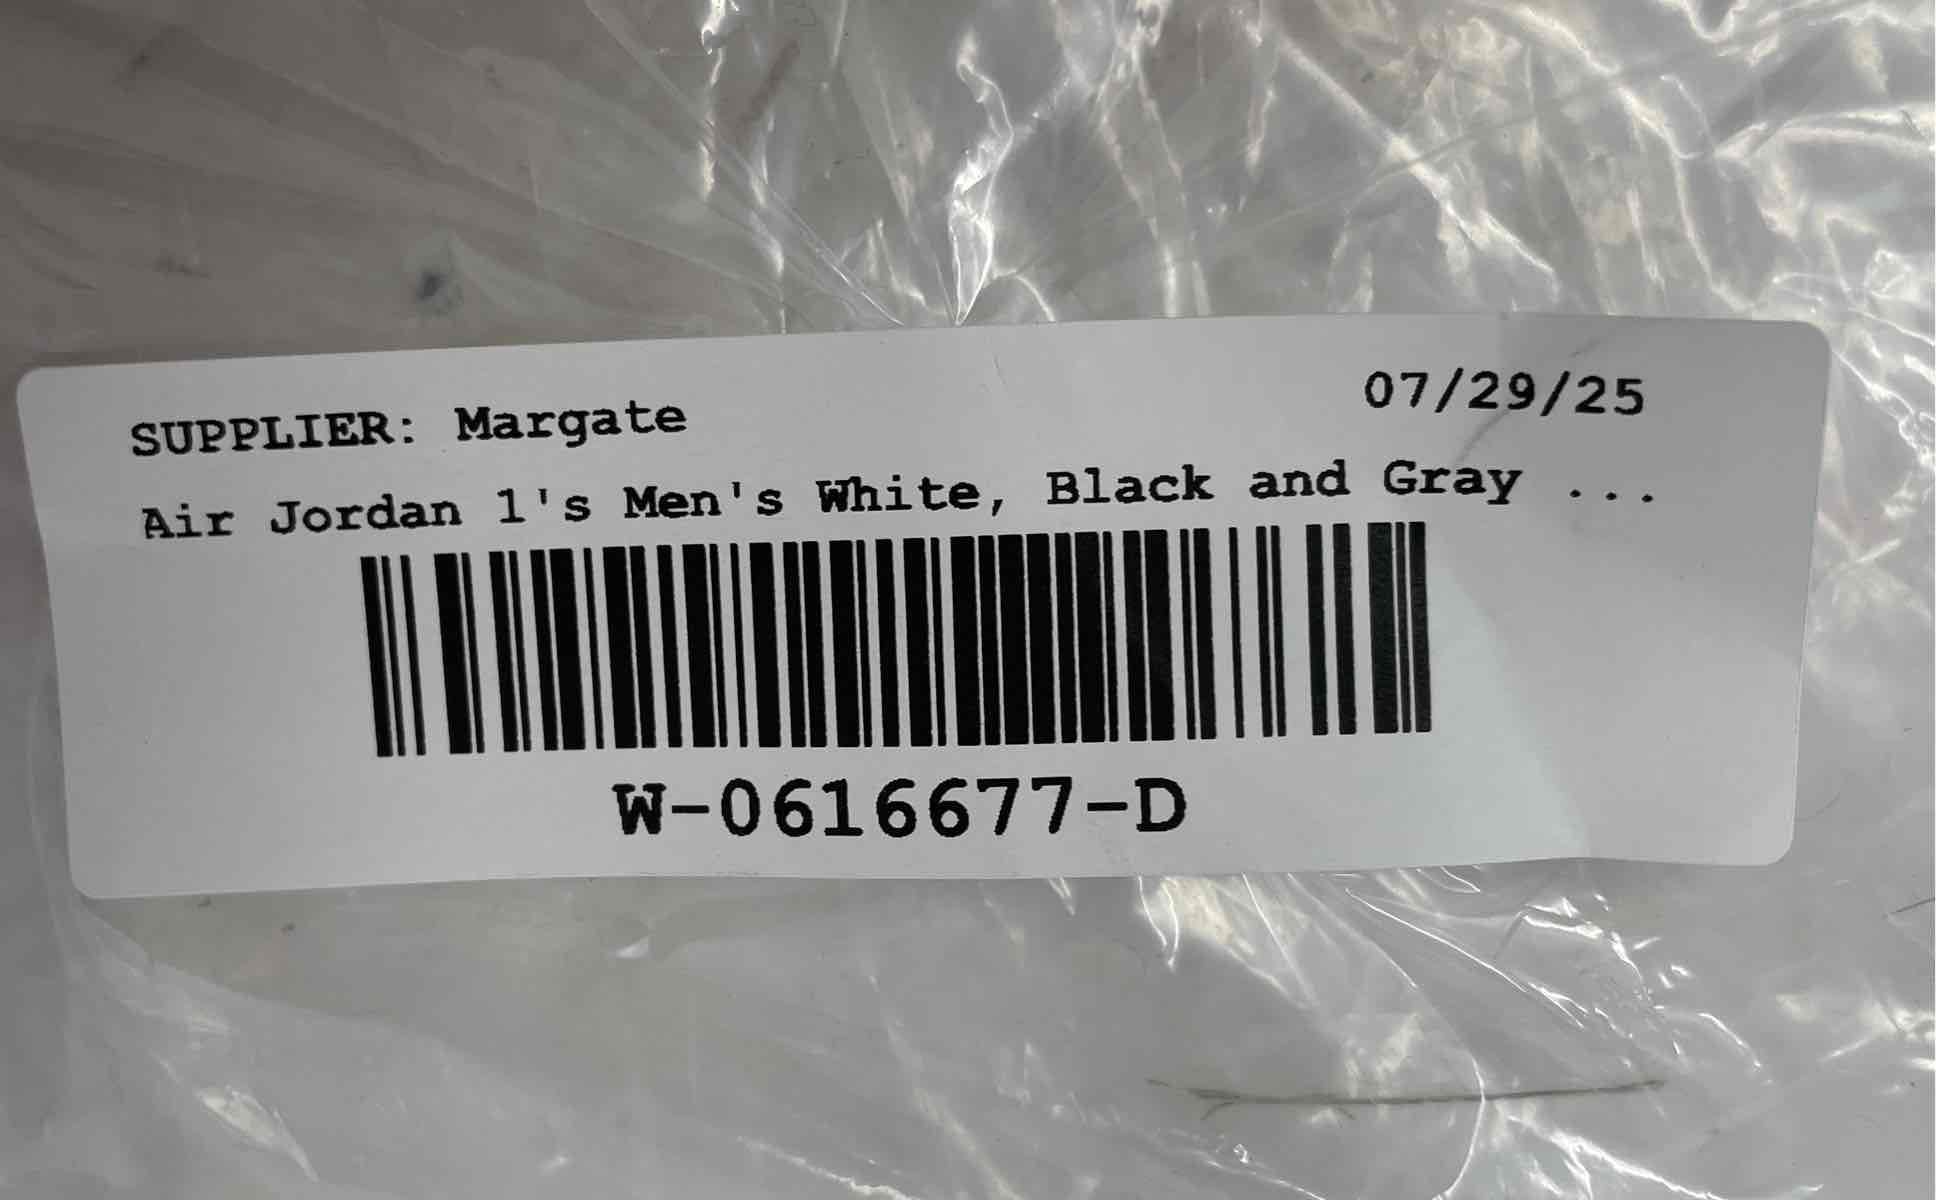 SUPPLIER: Margate 07/29/25
Air Jordan 1's Men's White, Black and Gray ...
W-0616677-D